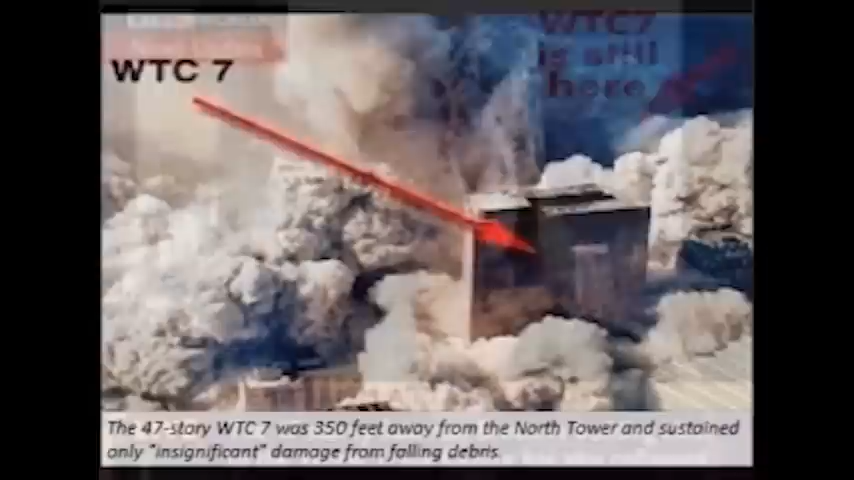 WTC7
is still
here
WTC 7
The 47-story WTC 7 was 350 feet away from the North Tower and sustained
only "insignificant" damage from falling debris.